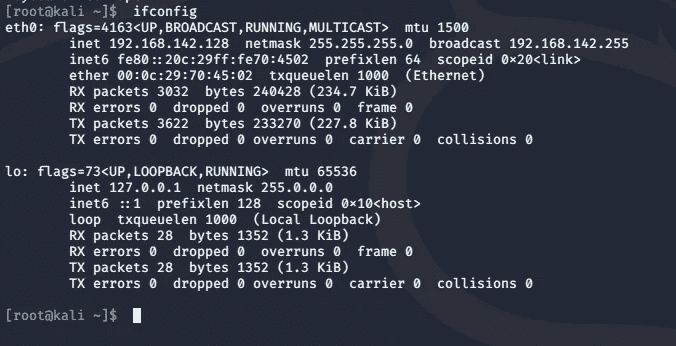 [root@kali ~]$ ifconfig
eth0: flags=4163<UP,BROADCAST,RUNNING,MULTICAST> mtu 1500
inet 192.168.142.128 netmask 255.255.255.0 broadcast 192.168.142.255
inet6 fe80::20c:29ff:fe70:4502 prefixlen 64 scopeid 0×20<link>
ether 00:0c:29:70:45:02 txqueuelen 1000 (Ethernet)
RX packets 3032 bytes 240428 (234.7 KiB)
RX errors 0 dropped 0 overruns 0 frame 0
TX packets 3622 bytes 233270 (227.8 KiB)
TX errors 0 dropped 0 overruns 0 carrier 0 collisions 0
lo: flags=73<UP,LOOPBACK,RUNNING> mtu 65536
inet 127.0.0.1 netmask 255.0.0.0
inet6 ::1 prefixlen 128 scopeid 0×10<host>
loop txqueuelen 1000 (Local Loopback)
RX packets 28 bytes 1352 (1.3 KiB)
RX errors 0 dropped 0 overruns 0 frame 0
TX packets 28 bytes 1352 (1.3 KiB)
TX errors 0 dropped 0 overruns 0 carrier 0 collisions 0
[root@kali ~]$